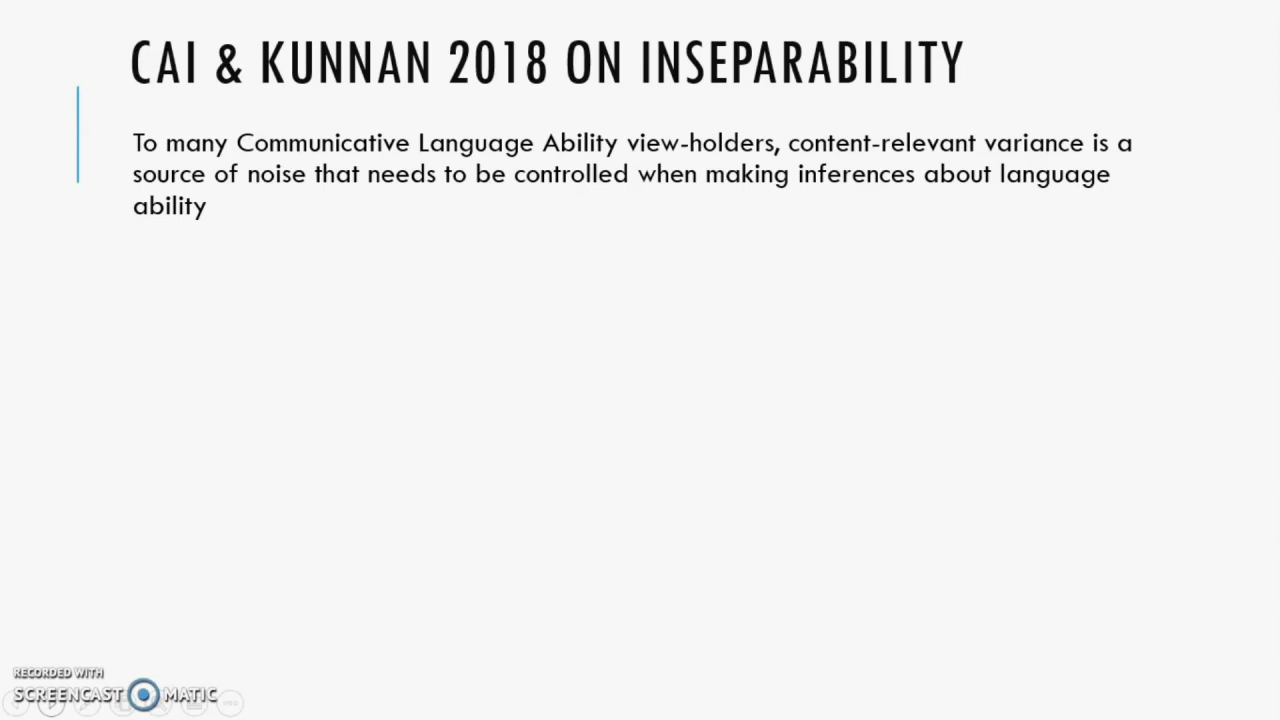 CAI & KUNNAN 2018 ON INSEPARABILITY
To many Communicative Language Ability view-holders, content-relevant variance is a
source of noise that needs to be controlled when making inferences about language
ability
RECORDED WITH
SCREENCAST MATIC